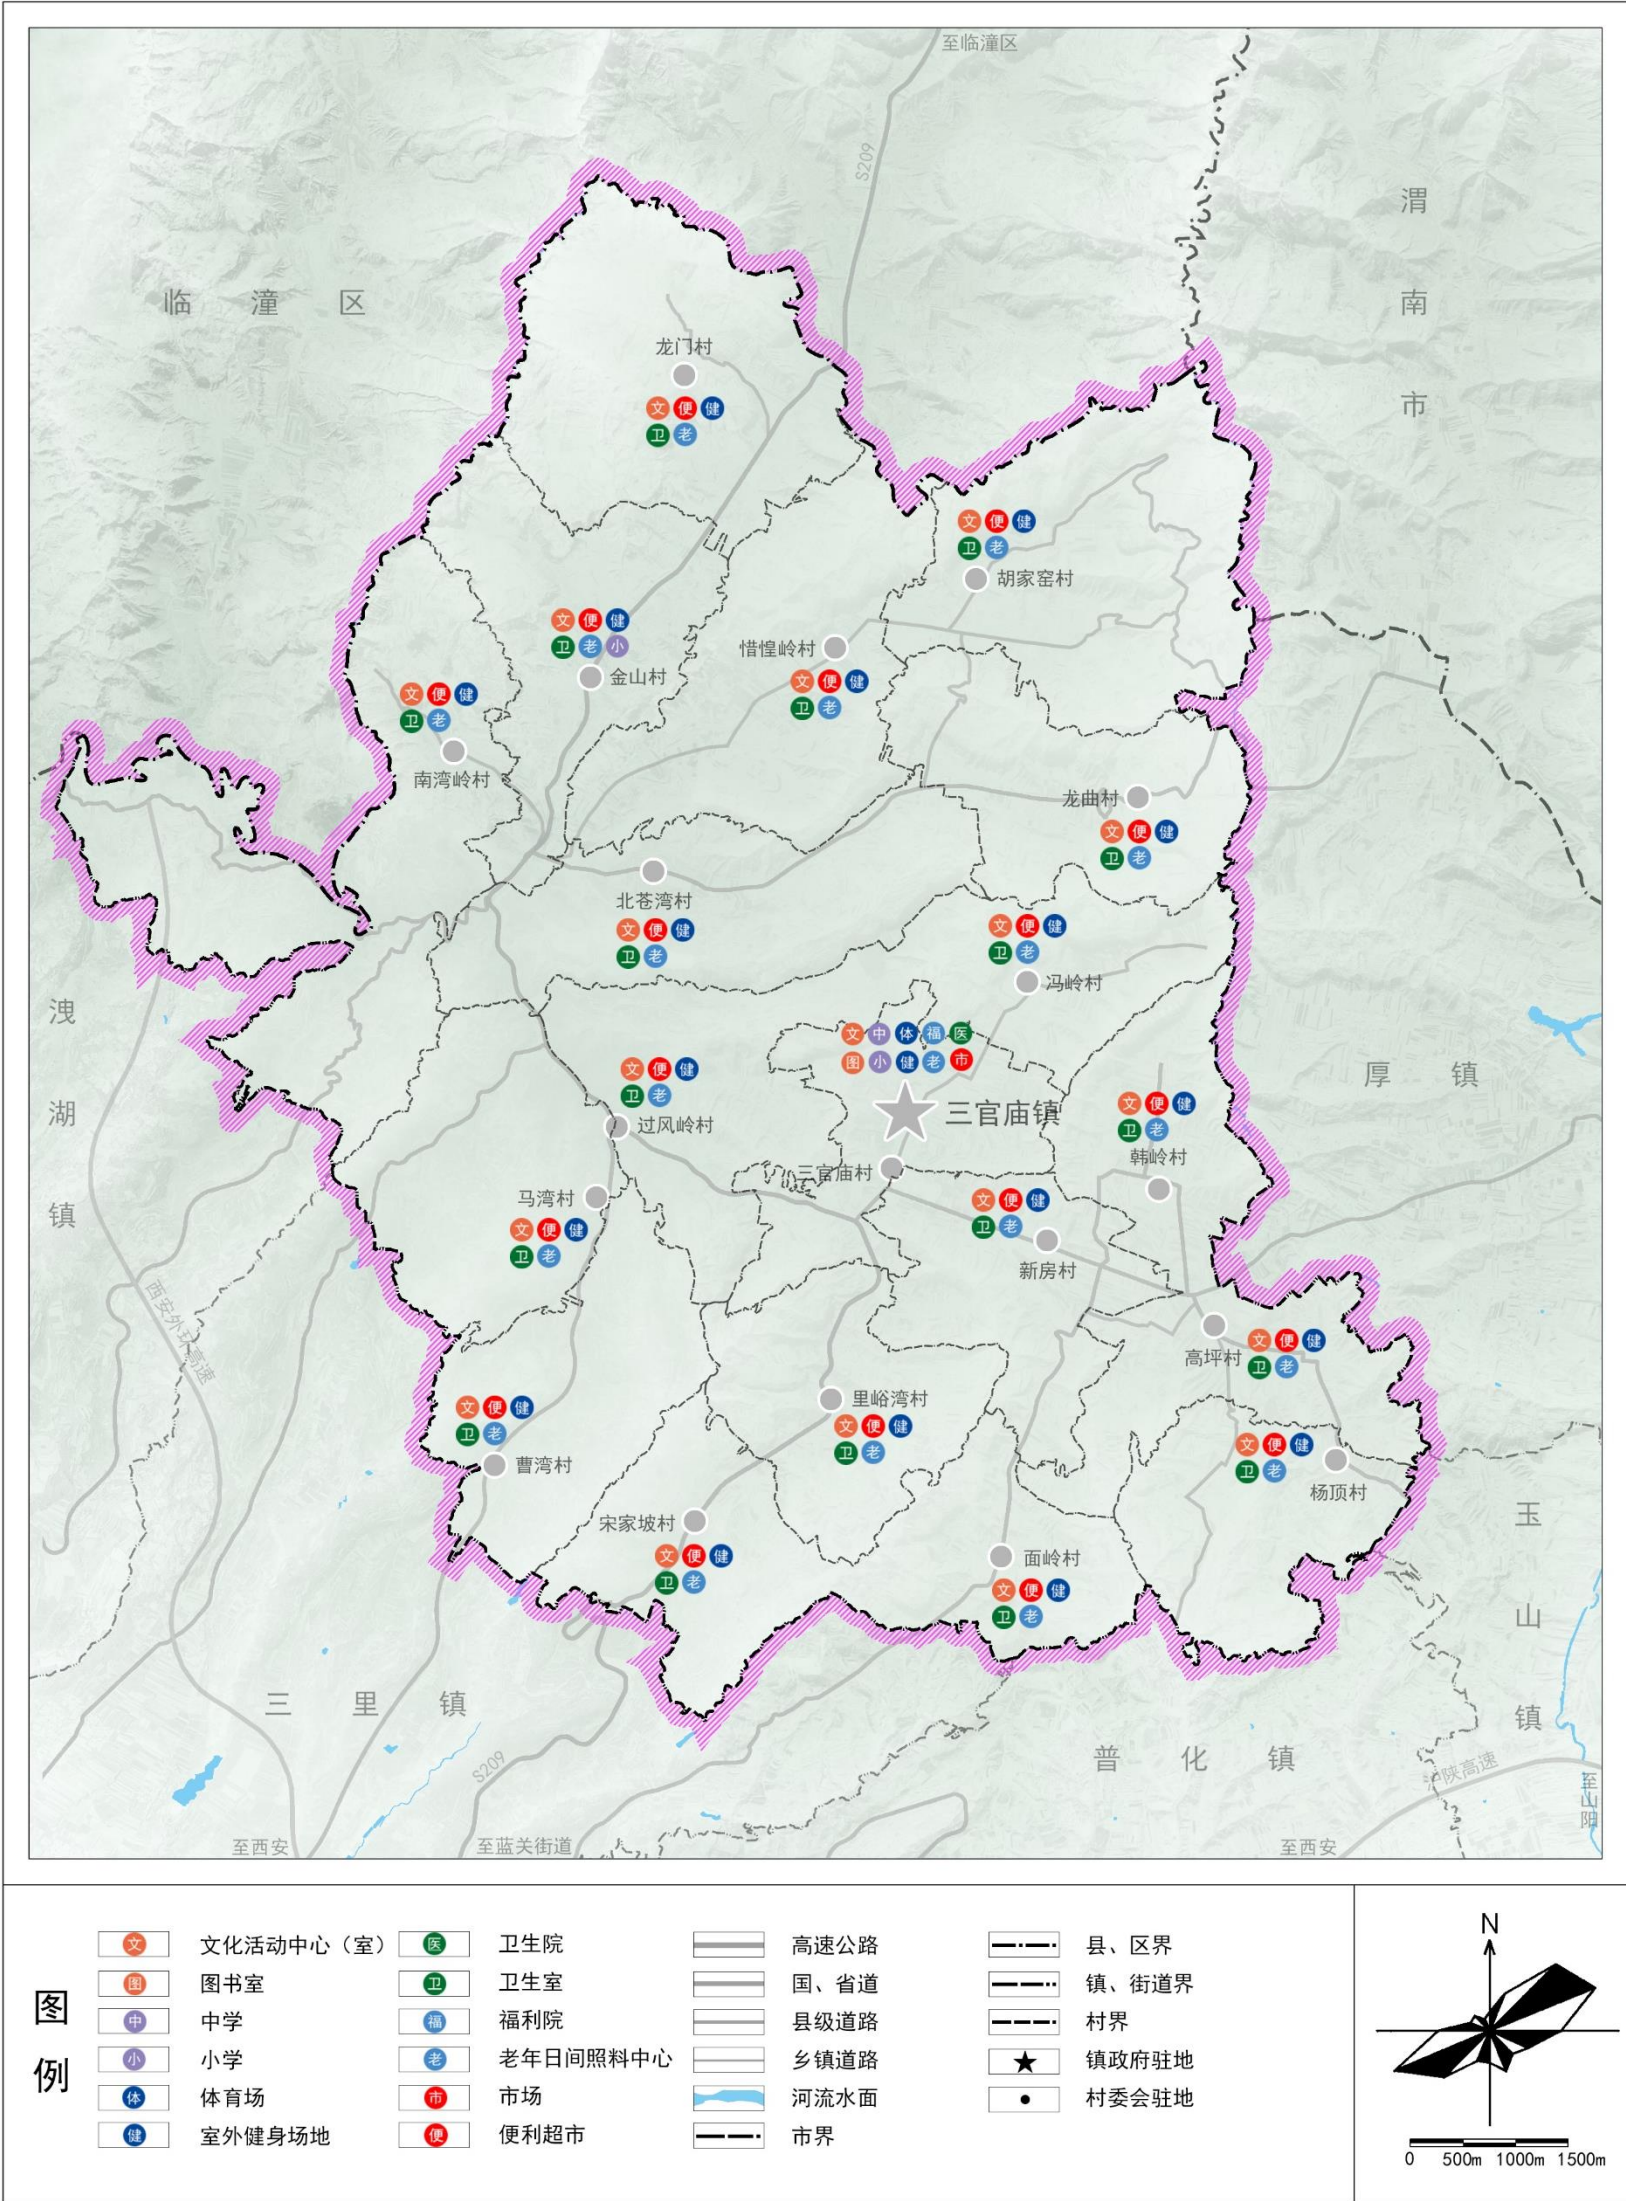 至临潼区
S209
渭南市
临潼区
龙门村
文 便 健
卫 老
文 便 健
卫 老
胡家窑村
文 便 健
卫 老 小
金山村
惜惶岭村
文 便 健
卫 老
文 便 健
卫 老
南湾岭村
龙曲村
文 便 健
卫 老
北苍湾村
文 便 健
卫 老
文 便 健
卫 老
冯岭村
洩湖镇
文 中 体 福 医
图 小 健 老 市
三官庙镇
厚镇
文 便 健
卫 老
过风岭村
文 便 健
卫 老
韩岭村
三官庙村
马湾村
文 便 健
卫 老
文 便 健
卫 老
新房村
西安外环高速
高坪村
文 便 健
卫 老
里峪湾村
文 便 健
卫 老
文 便 健
卫 老
曹湾村
文 便 健
卫 老
杨顶村
宋家坡村
文 便 健
卫 老
面岭村
文 便 健
卫 老
玉山镇
三里镇
普化镇
S209
沪陕高速
至山阳
至西安
至蓝关街道
至西安
图例
文 文化活动中心（室）
图 图书室
中 中学
小 小学
体 体育场
健 室外健身场地
医 卫生院
卫 卫生室
福 福利院
老 老年日间照料中心
市 市场
便 便利超市
高速公路
国、省道
县级道路
乡镇道路
河流水面
市界
县、区界
镇、街道界
村界
镇政府驻地
村委会驻地
N
0 500m 1000m 1500m